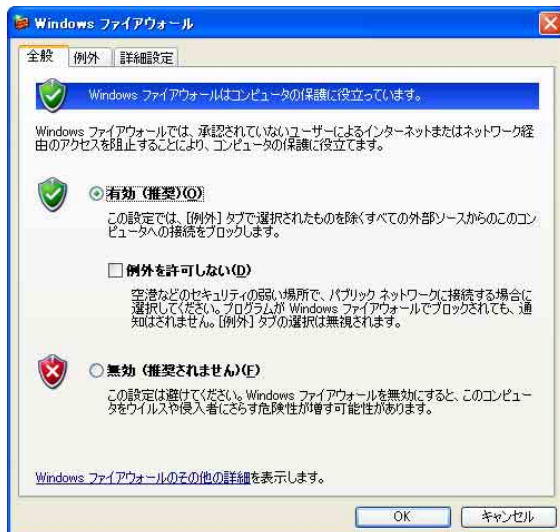 Windows ファイアウォール
全般 例外 詳細設定
Windows ファイアウォールはコンピュータの保護に役立っています。
Windows ファイアウォールでは、承認されていないユーザーによるインターネットまたはネットワーク経
由のアクセスを阻止することにより、コンピュータの保護に役立てます。
有効 (推奨)(O)
この設定では、[例外] タブで選択されたものを除くすべての外部ソースからのこのコン
ピュータへの接続をブロックします。
例外を許可しない(D)
空港などのセキュリティの弱い場所で、パブリック ネットワークに接続する場合に
選択してください。プログラムが Windows ファイアウォールでブロックされても、通
知はされません。[例外] タブの選択は無視されます。
無効 (推奨されません)(F)
この設定は避けてください。Windows ファイアウォールを無効にすると、このコンピュー
タをウイルスや侵入者にさらす危険性が増す可能性があります。
Windows ファイアウォールのその他の詳細を表示します。
OK キャンセル